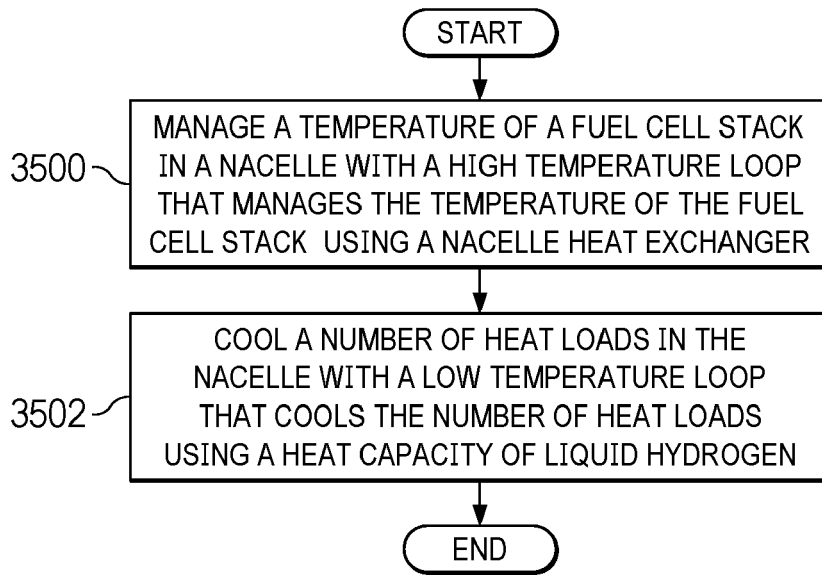 START
3500
MANAGE A TEMPERATURE OF A FUEL CELL STACK
IN A NACELLE WITH A HIGH TEMPERATURE LOOP
THAT MANAGES THE TEMPERATURE OF THE FUEL
CELL STACK USING A NACELLE HEAT EXCHANGER
3502
COOL A NUMBER OF HEAT LOADS IN THE
NACELLE WITH A LOW TEMPERATURE LOOP
THAT COOLS THE NUMBER OF HEAT LOADS
USING A HEAT CAPACITY OF LIQUID HYDROGEN
END